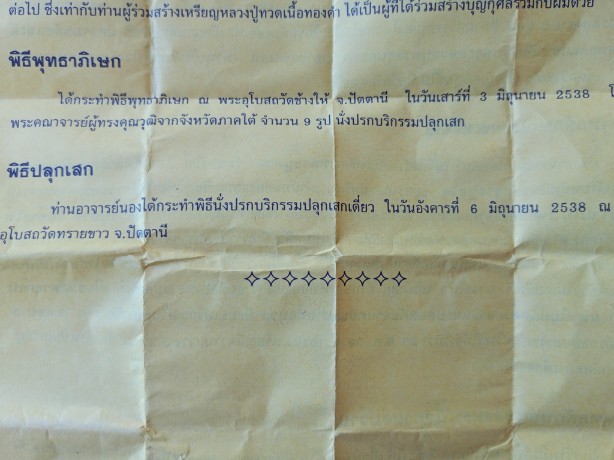 ต่อไป ซึ่งเท่ากับท่านผู้ร่วมสร้างเหรียญหลวงปู่ทวดเนื้อทองคำ ได้เป็นผู้ที่ได้ร่วมสร้างบุญกุศลร่วมกับผมด้วย
พิธีพุทธาภิเษก
ได้กระทำพิธีพุทธาภิเษก ณ พระอุโบสถวัดช้างให้ จ.ปัตตานี ในวันเสาร์ที่ 3 มิถุนายน 2538
พระคณาจารย์ผู้ทรงคุณวุฒิจากจังหวัดภาคใต้ จำนวน 9 รูป นั่งปรกบริกรรมปลุกเสก
พิธีปลุกเสก
ท่านอาจารย์นองได้กระทำพิธีนั่งปรกบริกรรมปลุกเสกเดี่ยว ในวันอังคารที่ 6 มิถุนายน 2538 ณ
อุโบสถวัดทรายขาว จ.ปัตตานี